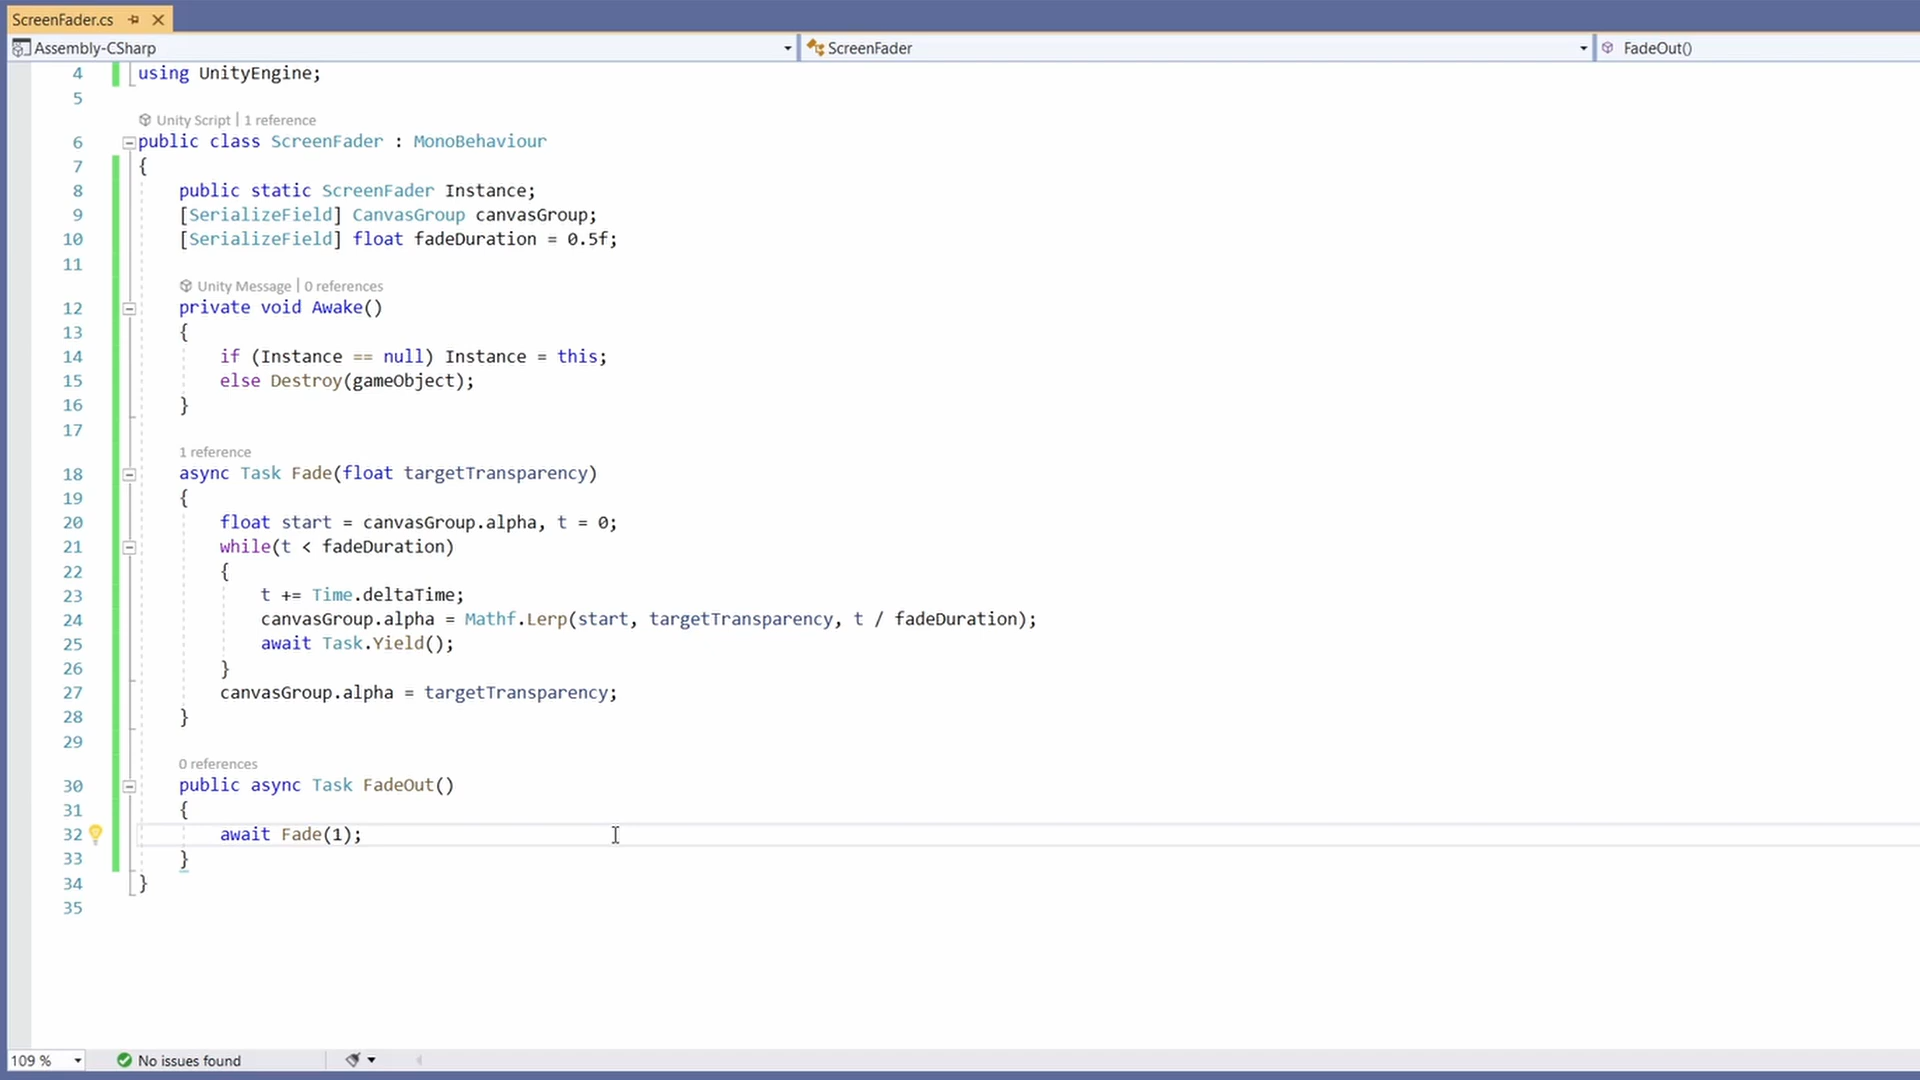 ScreenFader.cs
Assembly-CSharp ScreenFader FadeOut()
4 using UnityEngine;
5
Unity Script | 1 reference
6 public class ScreenFader : MonoBehaviour
7 {
8 public static ScreenFader Instance;
9 [SerializeField] CanvasGroup canvasGroup;
10 [SerializeField] float fadeDuration = 0.5f;
11
Unity Message | 0 references
12 private void Awake()
13 {
14 if (Instance == null) Instance = this;
15 else Destroy(gameObject);
16 }
17
1 reference
18 async Task Fade(float targetTransparency)
19 {
20 float start = canvasGroup.alpha, t = 0;
21 while(t < fadeDuration)
22 {
23 t += Time.deltaTime;
24 canvasGroup.alpha = Mathf.Lerp(start, targetTransparency, t / fadeDuration);
25 await Task.Yield();
26 }
27 canvasGroup.alpha = targetTransparency;
28 }
29
0 references
30 public async Task FadeOut()
31 {
32 await Fade(1);
33 }
34 }
35
109 % No issues found